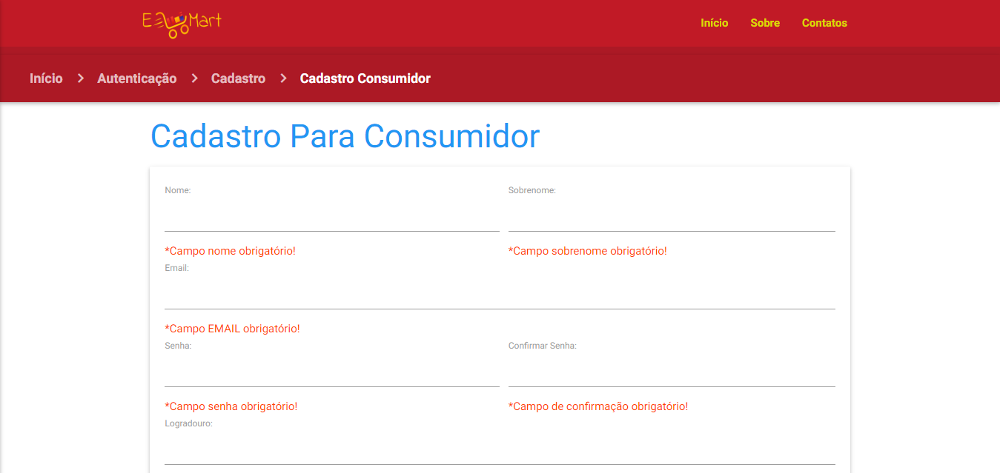 E Mart
Início Sobre Contatos
Início > Autenticação > Cadastro > Cadastro Consumidor
Cadastro Para Consumidor
Nome: Sobrenome:
*Campo nome obrigatório! *Campo sobrenome obrigatório!
Email:
*Campo EMAIL obrigatório!
Senha: Confirmar Senha:
*Campo senha obrigatório! *Campo de confirmação obrigatório!
Logradouro: